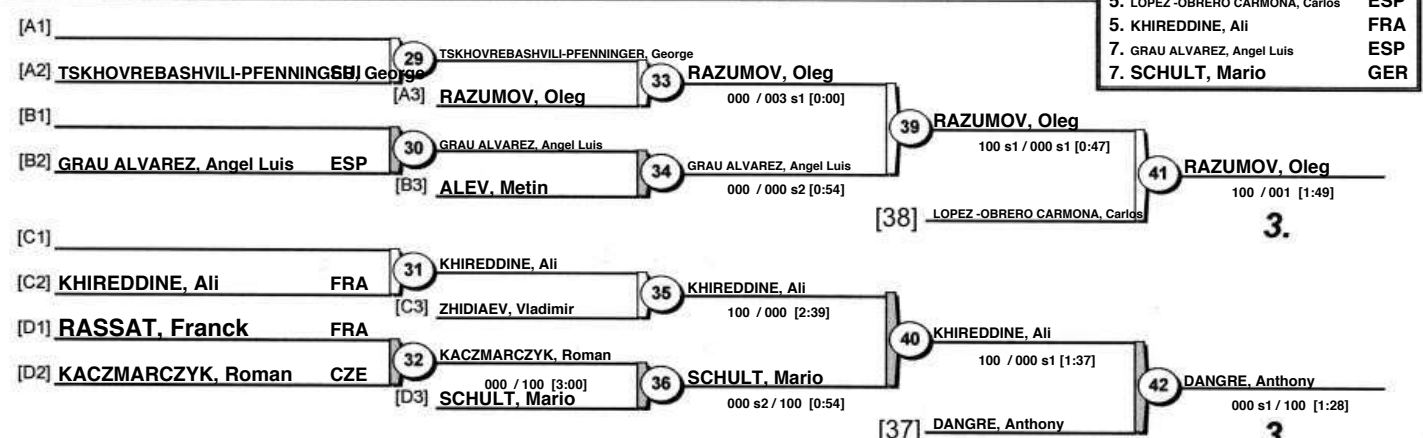 5. LOPEZ -OBRERO CARMONA, Carlos ESP
5. KHIREDDINE, Ali FRA
7. GRAU ALVAREZ, Angel Luis ESP
7. SCHULT, Mario GER
[A1]
[A2] TSKHOVREBASHVILI-PFENNINGER, George SUI
29
TSKHOVREBASHVILI-PFENNINGER, George
[A3] RAZUMOV, Oleg
33
RAZUMOV, Oleg
000 / 003 s1 [0:00]
[B1]
[B2] GRAU ALVAREZ, Angel Luis ESP
30
GRAU ALVAREZ, Angel Luis
[B3] ALEV, Metin
34
GRAU ALVAREZ, Angel Luis
000 / 000 s2 [0:54]
39
RAZUMOV, Oleg
100 s1 / 000 s1 [0:47]
[38] LOPEZ -OBRERO CARMONA, Carlos
41
RAZUMOV, Oleg
100 / 001 [1:49]
3.
[C1]
[C2] KHIREDDINE, Ali FRA
31
KHIREDDINE, Ali
[C3] ZHIDIAEV, Vladimir
35
KHIREDDINE, Ali
100 / 000 [2:39]
[D1] RASSAT, Franck FRA
[D2] KACZMARCZYK, Roman CZE
32
KACZMARCZYK, Roman
000 / 100 [3:00]
[D3] SCHULT, Mario
36
SCHULT, Mario
000 s2 / 100 [0:54]
40
KHIREDDINE, Ali
100 / 000 s1 [1:37]
[37] DANGRE, Anthony
42
DANGRE, Anthony
000 s1 / 100 [1:28]
3.